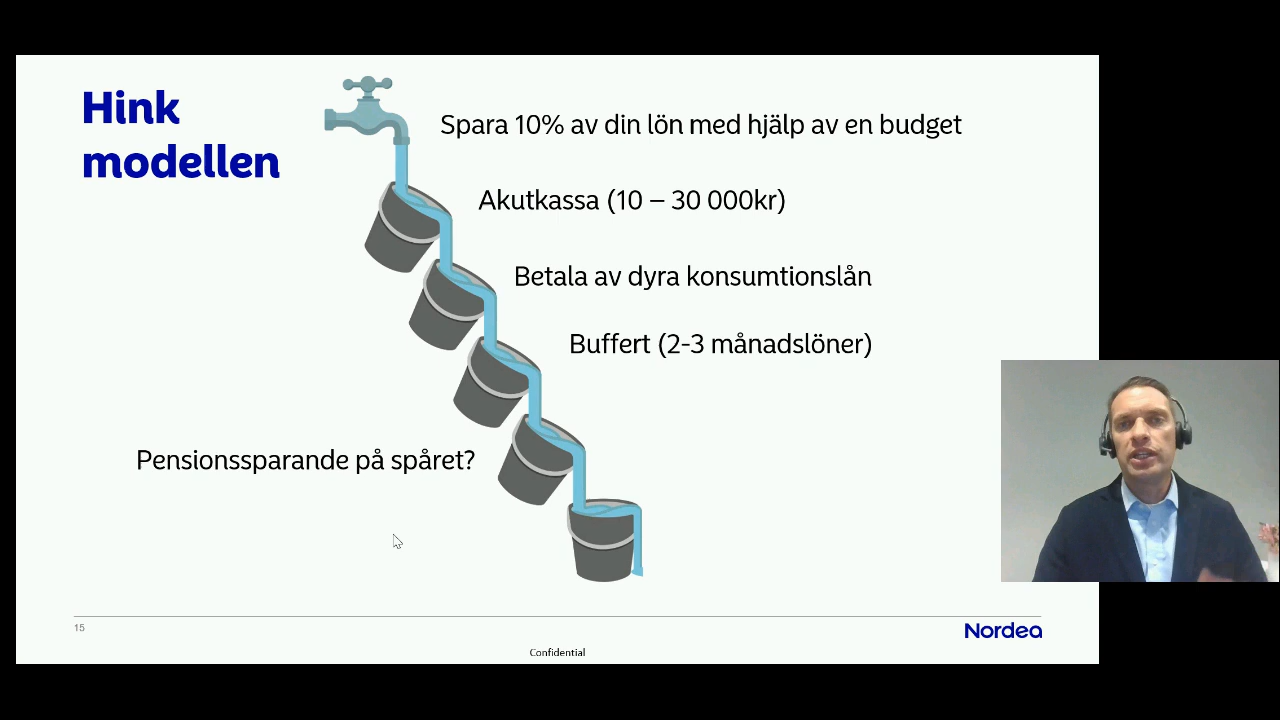 Hink
modellen
Spara 10% av din lön med hjälp av en budget
Akutkassa (10 – 30 000kr)
Betala av dyra konsumtionslån
Buffert (2-3 månadslöner)
Pensionssparande på spåret?
15
Nordea
Confidential